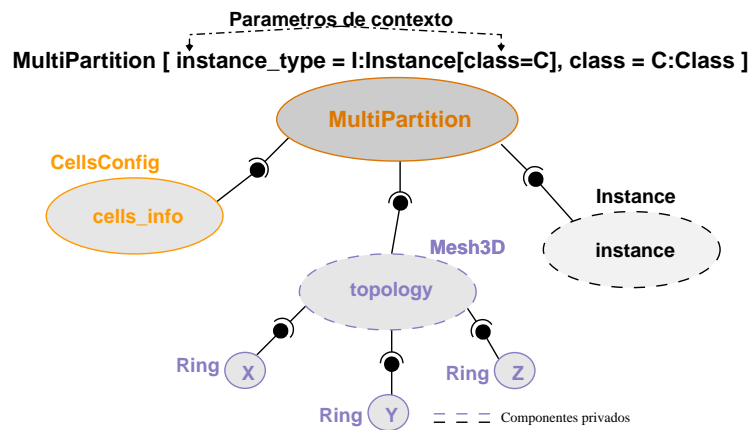 Parametros de contexto
MultiPartition [ instance_type = I:Instance[class=C], class = C:Class ]
MultiPartition
CellsConfig
cells_info
Instance
instance
Mesh3D
topology
Ring
X
Ring
Y
Ring
Z
Componentes privados